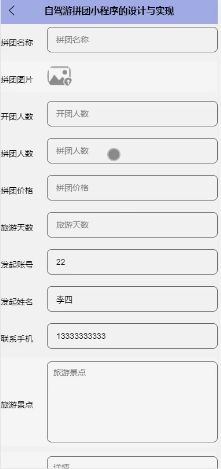 自驾游拼团小程序的设计与实现
拼团名称 拼团名称
拼团图片
开团人数 开团人数
拼团人数 拼团人数
拼团价格 拼团价格
旅游天数 旅游天数
发起账号 22
发起姓名 李四
联系手机 13333333333
旅游景点 旅游景点
详情